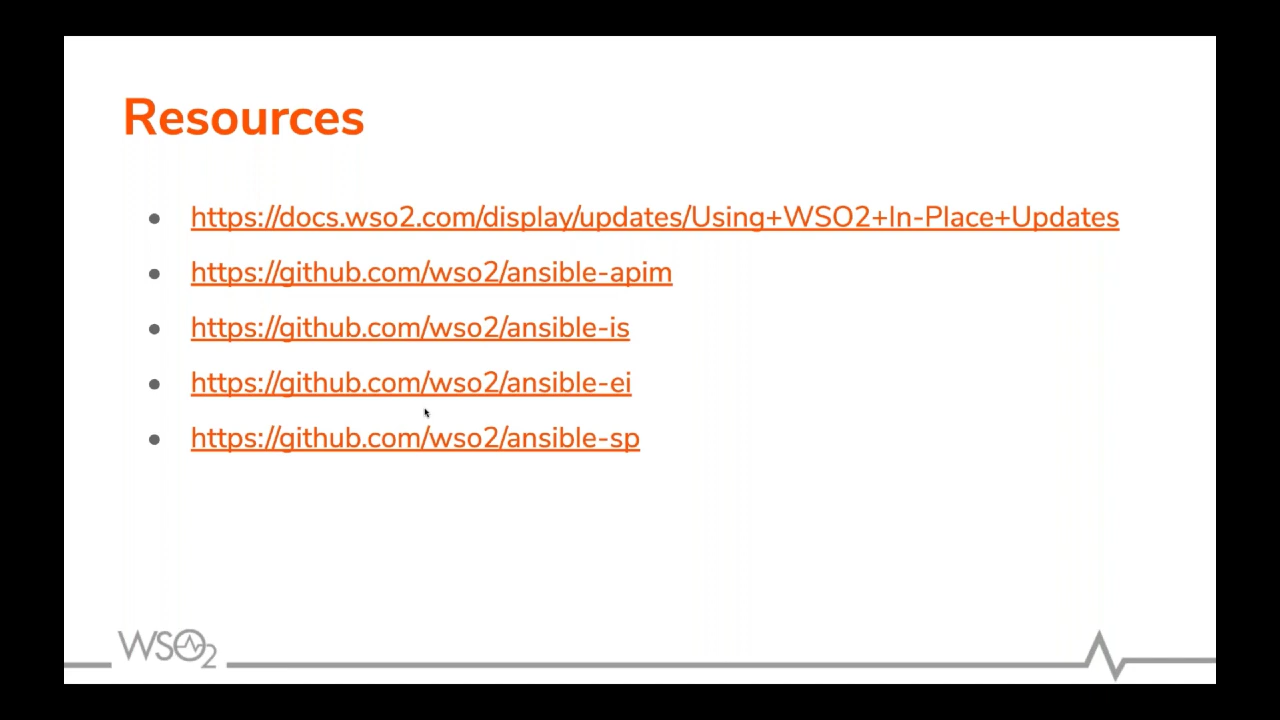 Resources
https://docs.wso2.com/display/updates/Using+WSO2+In-Place+Updates
https://github.com/wso2/ansible-apim
https://github.com/wso2/ansible-is
https://github.com/wso2/ansible-ei
https://github.com/wso2/ansible-sp
WSO2